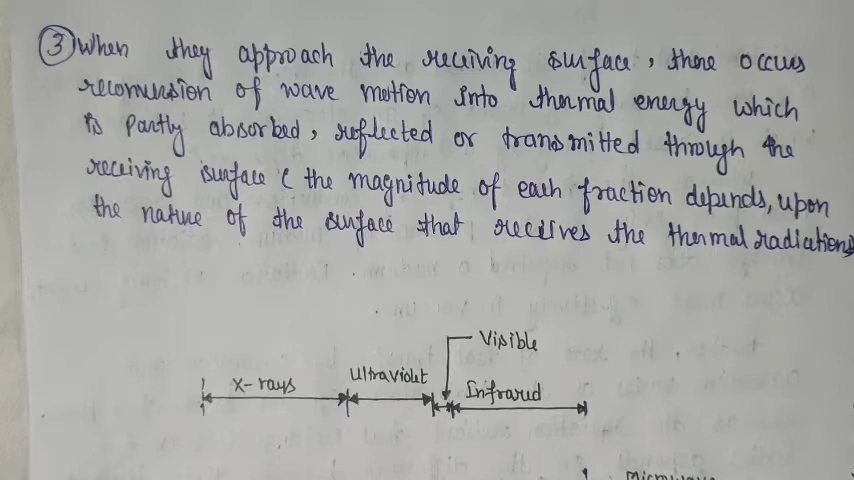 ③ When they approach the receiving surface, there occurs
reconversion of wave motion into thermal energy which
is partly absorbed, reflected or transmitted through the
receiving surface ( the magnitude of each fraction depends, upon
the nature of the surface that receives the thermal radiations
Visible
X-rays
Ultraviolet
Infrared